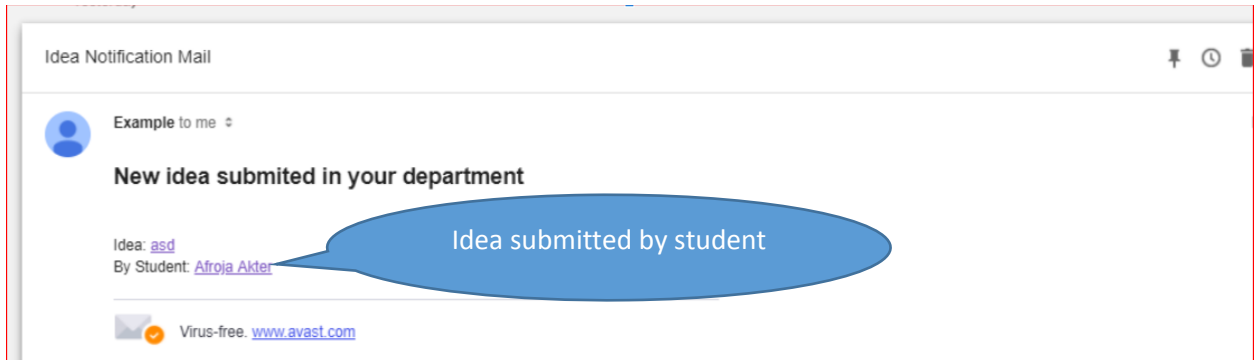 Idea Notification Mail
Example to me
New idea submited in your department
Idea submitted by student
Idea: asd
By Student: Afroja Akter
Virus-free. www.avast.com